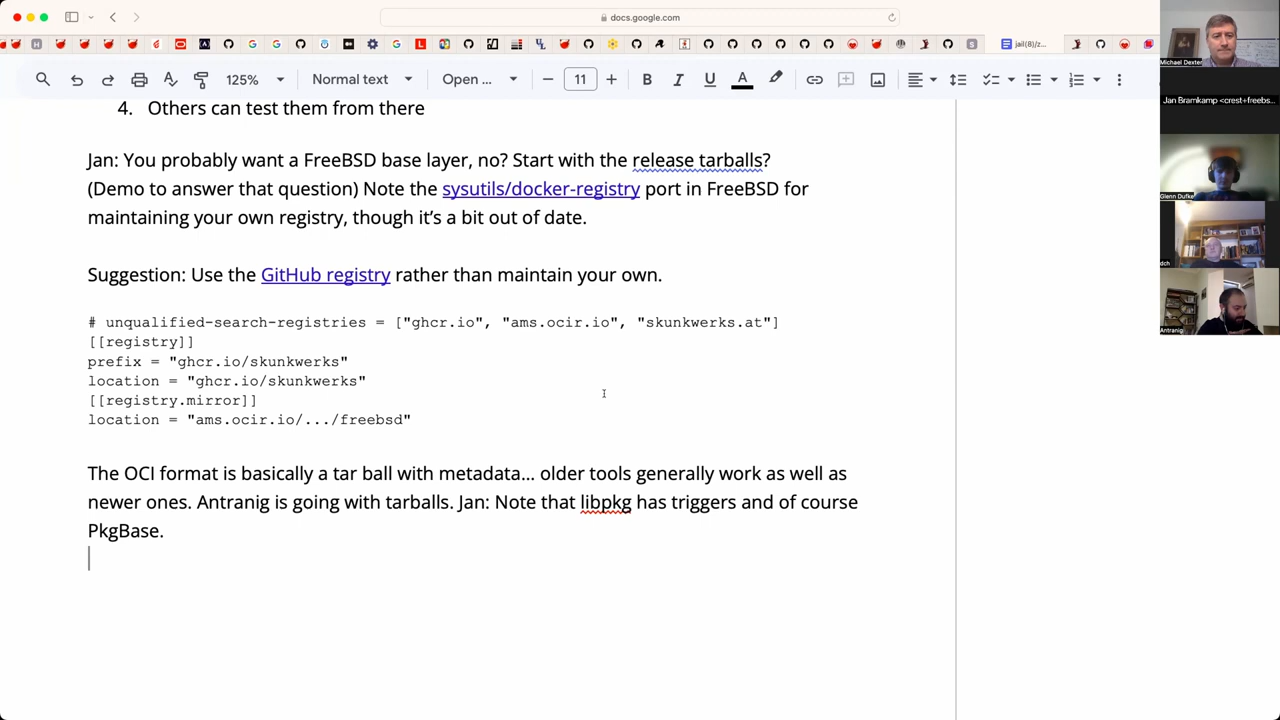 docs.google.com
jail(8)/z...
125%
Normal text
Open ...
11
B
I
U
A
4. Others can test them from there
Jan: You probably want a FreeBSD base layer, no? Start with the release tarballs?
(Demo to answer that question) Note the sysutils/docker-registry port in FreeBSD for
maintaining your own registry, though it’s a bit out of date.
Suggestion: Use the GitHub registry rather than maintain your own.
# unqualified-search-registries = ["ghcr.io", "ams.ocir.io", "skunkwerks.at"]
[[registry]]
prefix = "ghcr.io/skunkwerks"
location = "ghcr.io/skunkwerks"
[[registry.mirror]]
location = "ams.ocir.io/.../freebsd"
The OCI format is basically a tar ball with metadata… older tools generally work as well as
newer ones. Antranig is going with tarballs. Jan: Note that libpkg has triggers and of course
PkgBase.
Michael Dexter
Jan Bramkamp <crest+freebs...
Glenn Dufke
dch
Antranig